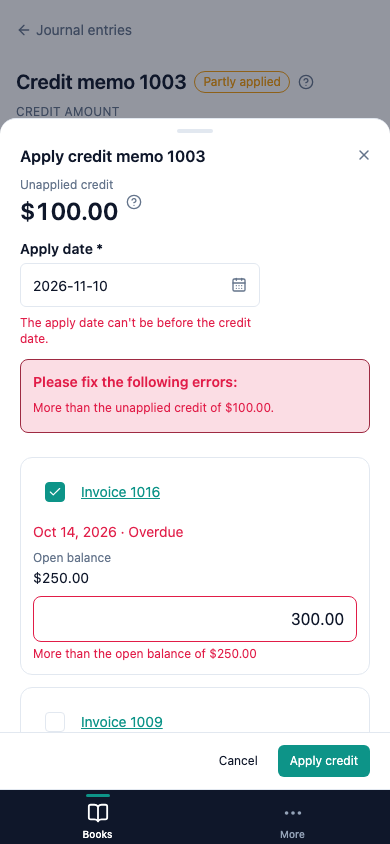 Journal entries
Credit memo 1003 Partly applied
CREDIT AMOUNT
Apply credit memo 1003
Unapplied credit
$100.00
Apply date *
2026-11-10
The apply date can't be before the credit
date.
Please fix the following errors:
More than the unapplied credit of $100.00.
Invoice 1016
Oct 14, 2026 · Overdue
Open balance
$250.00
300.00
More than the open balance of $250.00
Invoice 1009
Cancel Apply credit
Books More